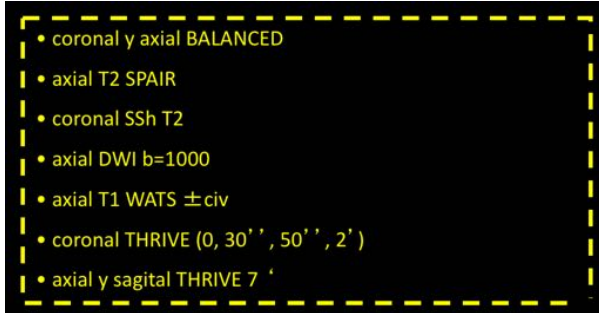 • coronal y axial BALANCED
• axial T2 SPAIR
• coronal SSh T2
• axial DWI b=1000
• axial T1 WATS ±civ
• coronal THRIVE (0, 30’’, 50’’, 2’)
• axial y sagital THRIVE 7 ‘